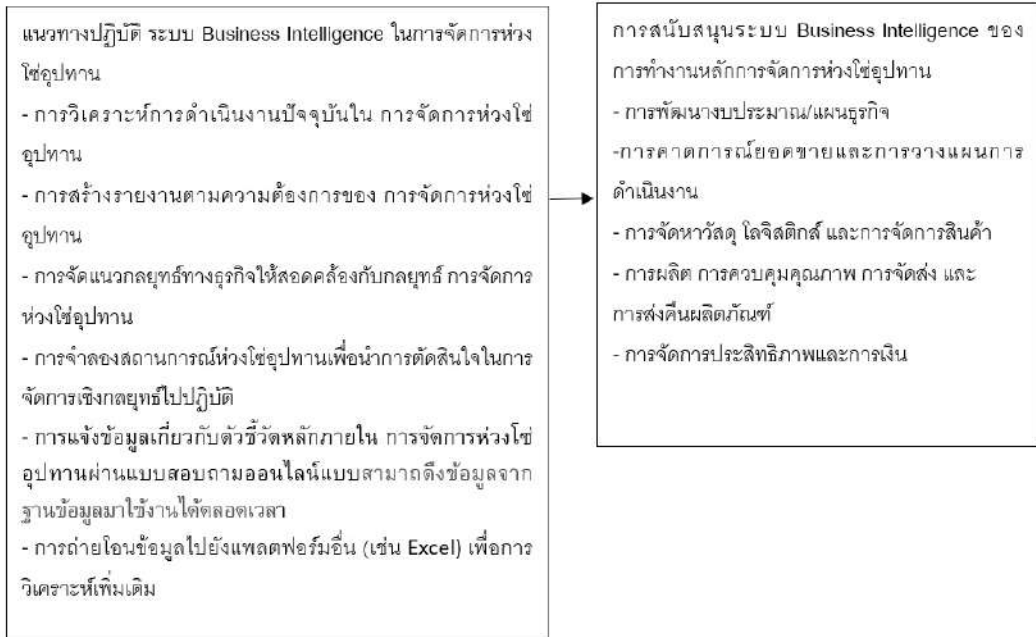 แนวทางปฏิบัติ ระบบ Business Intelligence ในการจัดการห่วง
โซ่อุปทาน
- การวิเคราะห์การดำเนินงานปัจจุบันใน การจัดการห่วงโซ่
อุปทาน
- การสร้างรายงานตามความต้องการของ การจัดการห่วงโซ่
อุปทาน
- การจัดแนวกลยุทธ์ทางธุรกิจให้สอดคล้องกับกลยุทธ์ การจัดการ
ห่วงโซ่อุปทาน
- การจำลองสถานการณ์ห่วงโซ่อุปทานเพื่อนำการตัดสินใจในการ
จัดการเชิงกลยุทธ์ไปปฏิบัติ
- การแจ้งข้อมูลเกี่ยวกับตัวชี้วัดหลักภายใน การจัดการห่วงโซ่
อุปทานผ่านแบบสอบถามออนไลน์แบบสามาถดึงข้อมูลจาก
ฐานข้อมูลมาใช้งานได้ตลอดเวลา
- การถ่ายโอนข้อมูลไปยังแพลตฟอร์มอื่น (เช่น Excel) เพื่อการ
วิเคราะห์เพิ่มเติม
การสนับสนุนระบบ Business Intelligence ของ
การทำงานหลักการจัดการห่วงโซ่อุปทาน
- การพัฒนางบประมาณ/แผนธุรกิจ
-การคาดการณ์ยอดขายและการวางแผนการ
ดำเนินงาน
- การจัดหาวัสดุ โลจิสติกส์ และการจัดการสินค้า
- การผลิต การควบคุมคุณภาพ การจัดส่ง และ
การส่งคืนผลิตภัณฑ์
- การจัดการประสิทธิภาพและการเงิน